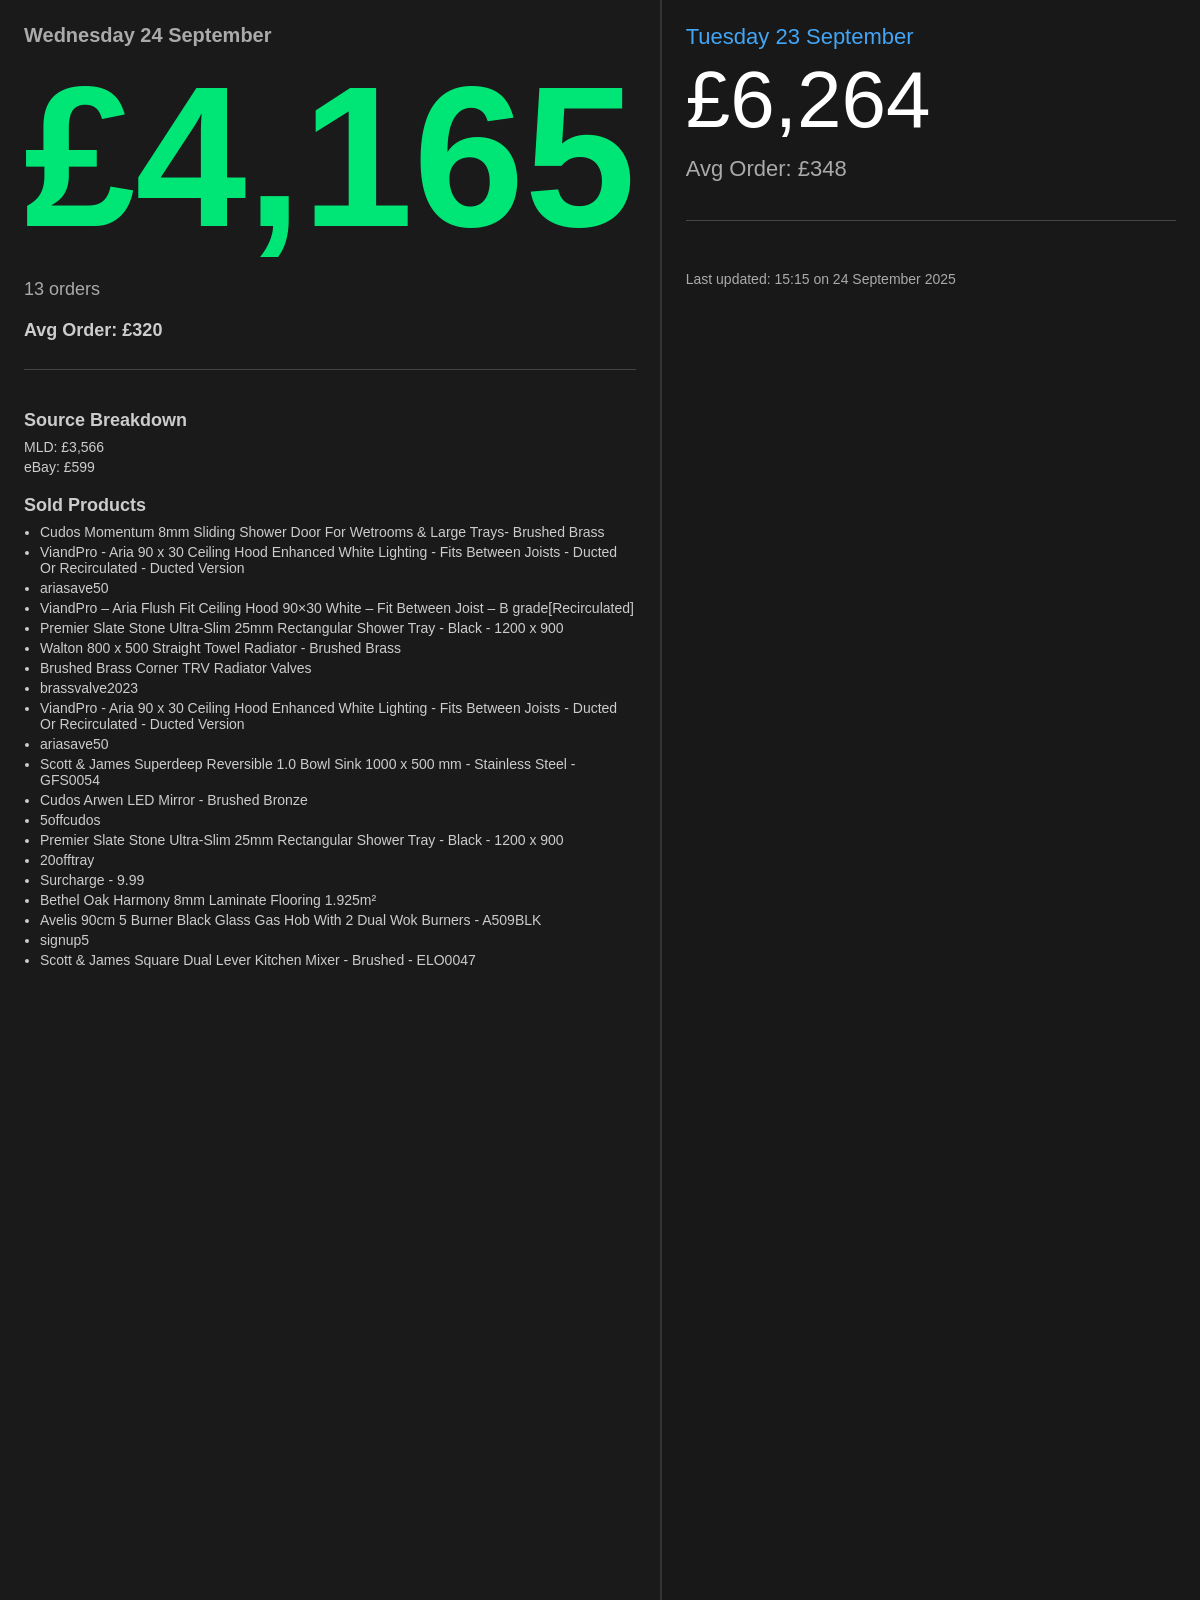 Wednesday 24 September
£4,165
13 orders
Avg Order: £320
Source Breakdown
MLD: £3,566
eBay: £599
Sold Products
• Cudos Momentum 8mm Sliding Shower Door For Wetrooms & Large Trays- Brushed Brass
• ViandPro - Aria 90 x 30 Ceiling Hood Enhanced White Lighting - Fits Between Joists - Ducted
Or Recirculated - Ducted Version
• ariasave50
• ViandPro – Aria Flush Fit Ceiling Hood 90×30 White – Fit Between Joist – B grade[Recirculated]
• Premier Slate Stone Ultra-Slim 25mm Rectangular Shower Tray - Black - 1200 x 900
• Walton 800 x 500 Straight Towel Radiator - Brushed Brass
• Brushed Brass Corner TRV Radiator Valves
• brassvalve2023
• ViandPro - Aria 90 x 30 Ceiling Hood Enhanced White Lighting - Fits Between Joists - Ducted
Or Recirculated - Ducted Version
• ariasave50
• Scott & James Superdeep Reversible 1.0 Bowl Sink 1000 x 500 mm - Stainless Steel -
GFS0054
• Cudos Arwen LED Mirror - Brushed Bronze
• 5offcudos
• Premier Slate Stone Ultra-Slim 25mm Rectangular Shower Tray - Black - 1200 x 900
• 20offtray
• Surcharge - 9.99
• Bethel Oak Harmony 8mm Laminate Flooring 1.925m²
• Avelis 90cm 5 Burner Black Glass Gas Hob With 2 Dual Wok Burners - A509BLK
• signup5
• Scott & James Square Dual Lever Kitchen Mixer - Brushed - ELO0047
Tuesday 23 September
£6,264
Avg Order: £348
Last updated: 15:15 on 24 September 2025